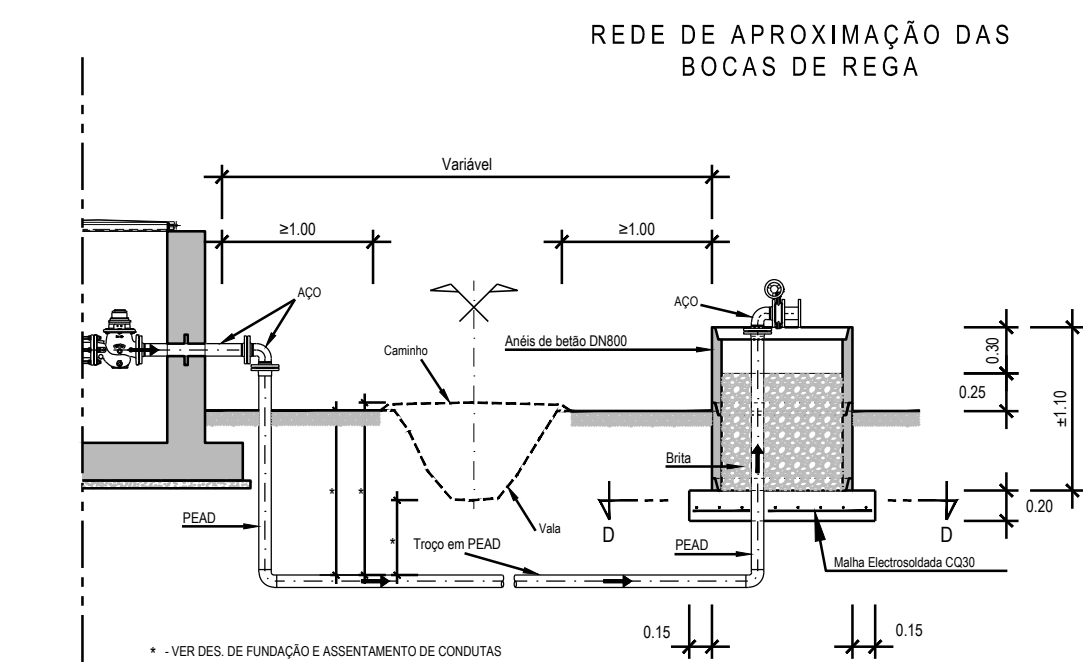 REDE DE APROXIMAÇÃO DAS
BOCAS DE REGA
Variável
≥1.00
≥1.00
AÇO
AÇO
Caminho
Anéis de betão DN800
0.30
0.25
±1.10
Brita
*
*
*
0.20
PEAD
Vala
D
D
Troço em PEAD
PEAD
Malha Electrosoldada CQ30
0.15
0.15
* - VER DES. DE FUNDAÇÃO E ASSENTAMENTO DE CONDUTAS